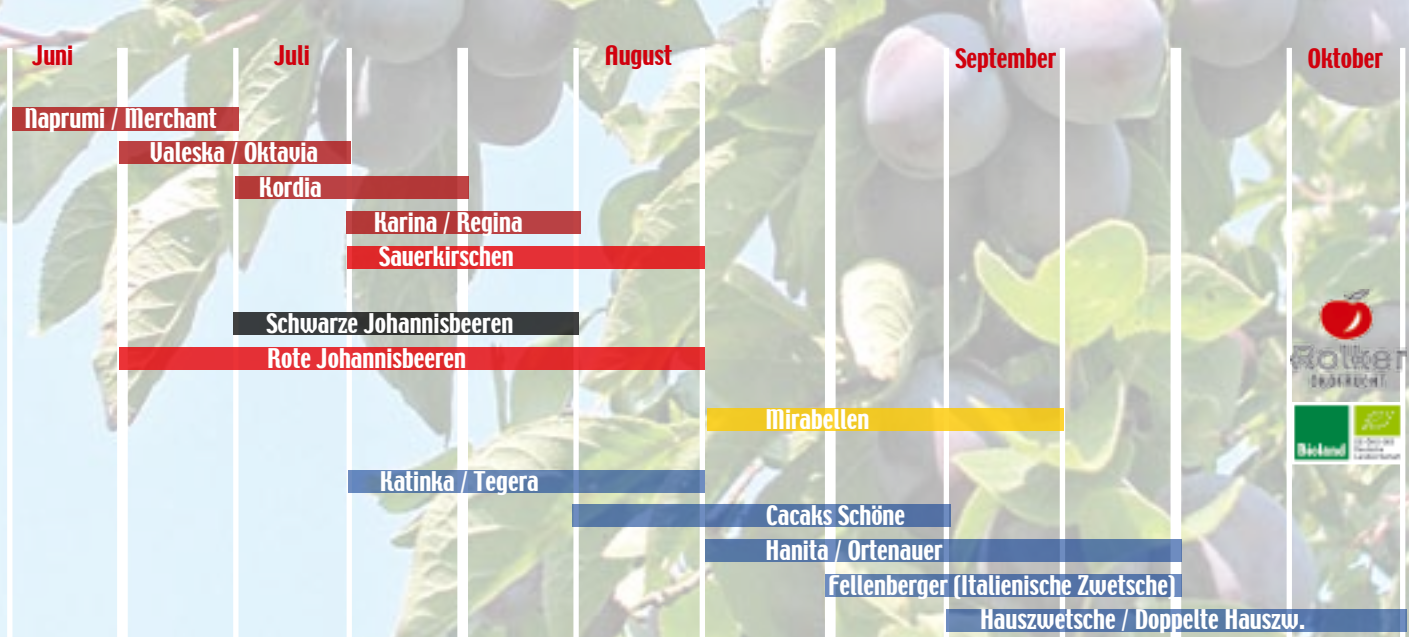 Juni Juli August September Oktober
Naprumi / Merchant
Valeska / Oktavia
Kordia
Karina / Regina
Sauerkirschen
Schwarze Johannisbeeren
Rote Johannisbeeren
Rolker
ÖKOFRUCHT
Mirabellen
Bioland
Katinka / Tegera
Cacaks Schöne
Hanita / Ortenauer
Fellenberger (Italienische Zwetsche)
Hauszwetsche / Doppelte Hauszw.